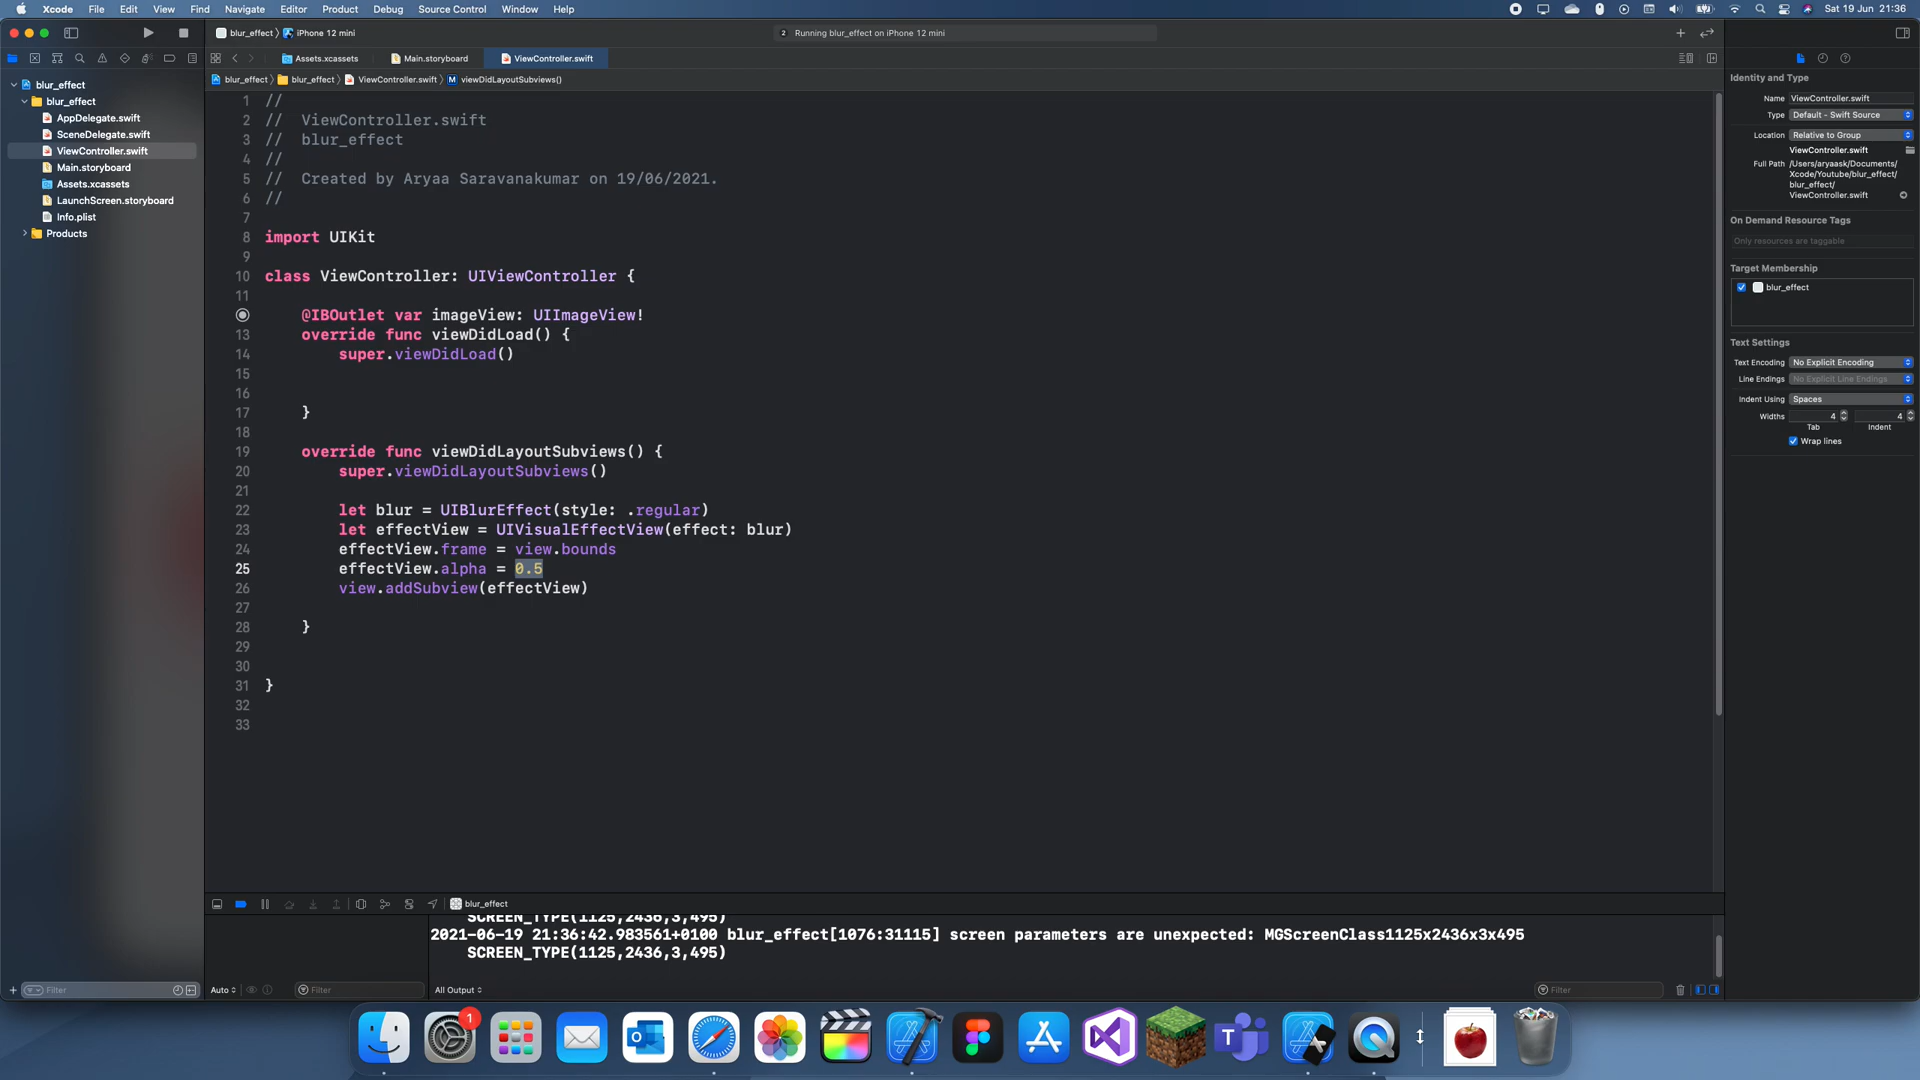 Xcode File Edit View Find Navigate Editor Product Debug Source Control Window Help Sat 19 Jun 21:36
blur_effect iPhone 12 mini 2 Running blur_effect on iPhone 12 mini
Assets.xcassets Main.storyboard ViewController.swift
blur_effect blur_effect ViewController.swift M viewDidLayoutSubviews()
blur_effect
blur_effect
AppDelegate.swift
SceneDelegate.swift
ViewController.swift
Main.storyboard
Assets.xcassets
LaunchScreen.storyboard
Info.plist
Products
Filter
1 //
2 // ViewController.swift
3 // blur_effect
4 //
5 // Created by Aryaa Saravanakumar on 19/06/2021.
6 //
7
8 import UIKit
9
10 class ViewController: UIViewController {
11
@IBOutlet var imageView: UIImageView!
13 override func viewDidLoad() {
14 super.viewDidLoad()
15
16
17 }
18
19 override func viewDidLayoutSubviews() {
20 super.viewDidLayoutSubviews()
21
22 let blur = UIBlurEffect(style: .regular)
23 let effectView = UIVisualEffectView(effect: blur)
24 effectView.frame = view.bounds
25 effectView.alpha = 0.5
26 view.addSubview(effectView)
27
28 }
29
30
31 }
32
33
Identity and Type
Name ViewController.swift
Type Default - Swift Source
Location Relative to Group
ViewController.swift
Full Path /Users/aryaask/Documents/
Xcode/Youtube/blur_effect/
blur_effect/
ViewController.swift
On Demand Resource Tags
Only resources are taggable
Target Membership
blur_effect
Text Settings
Text Encoding No Explicit Encoding
Line Endings No Explicit Line Endings
Indent Using Spaces
Widths 4 4
Tab Indent
Wrap lines
blur_effect
SCREEN_TYPE(1125,2436,3,495)
2021-06-19 21:36:42.983561+0100 blur_effect[1076:31115] screen parameters are unexpected: MGScreenClass1125x2436x3x495
SCREEN_TYPE(1125,2436,3,495)
Auto Filter All Output Filter
1